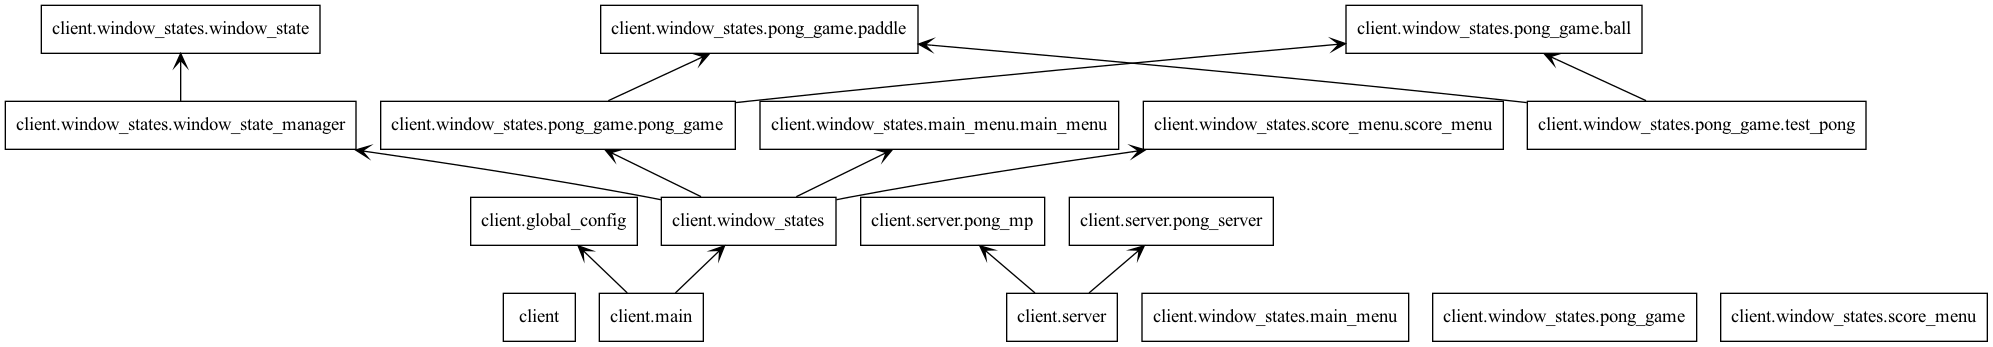 client.window_states.window_state
client.window_states.pong_game.paddle
client.window_states.pong_game.ball
client.window_states.window_state_manager
client.window_states.pong_game.pong_game
client.window_states.main_menu.main_menu
client.window_states.score_menu.score_menu
client.window_states.pong_game.test_pong
client.global_config
client.window_states
client.server.pong_mp
client.server.pong_server
client
client.main
client.server
client.window_states.main_menu
client.window_states.pong_game
client.window_states.score_menu